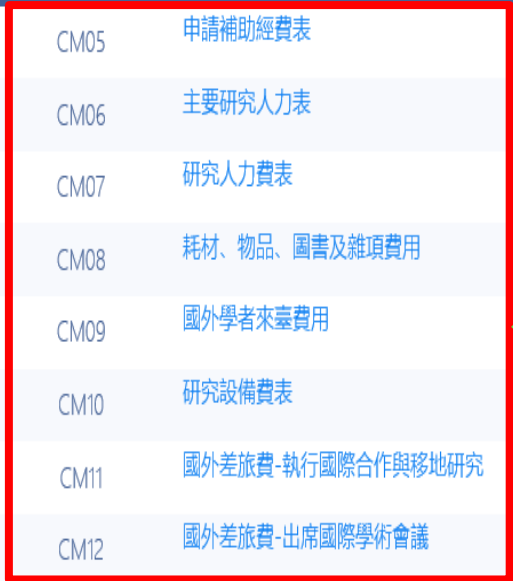 CM05 申請補助經費表
CM06 主要研究人力表
CM07 研究人力費表
CM08 耗材、物品、圖書及雜項費用
CM09 國外學者來臺費用
CM10 研究設備費表
CM11 國外差旅費-執行國際合作與移地研究
CM12 國外差旅費-出席國際學術會議